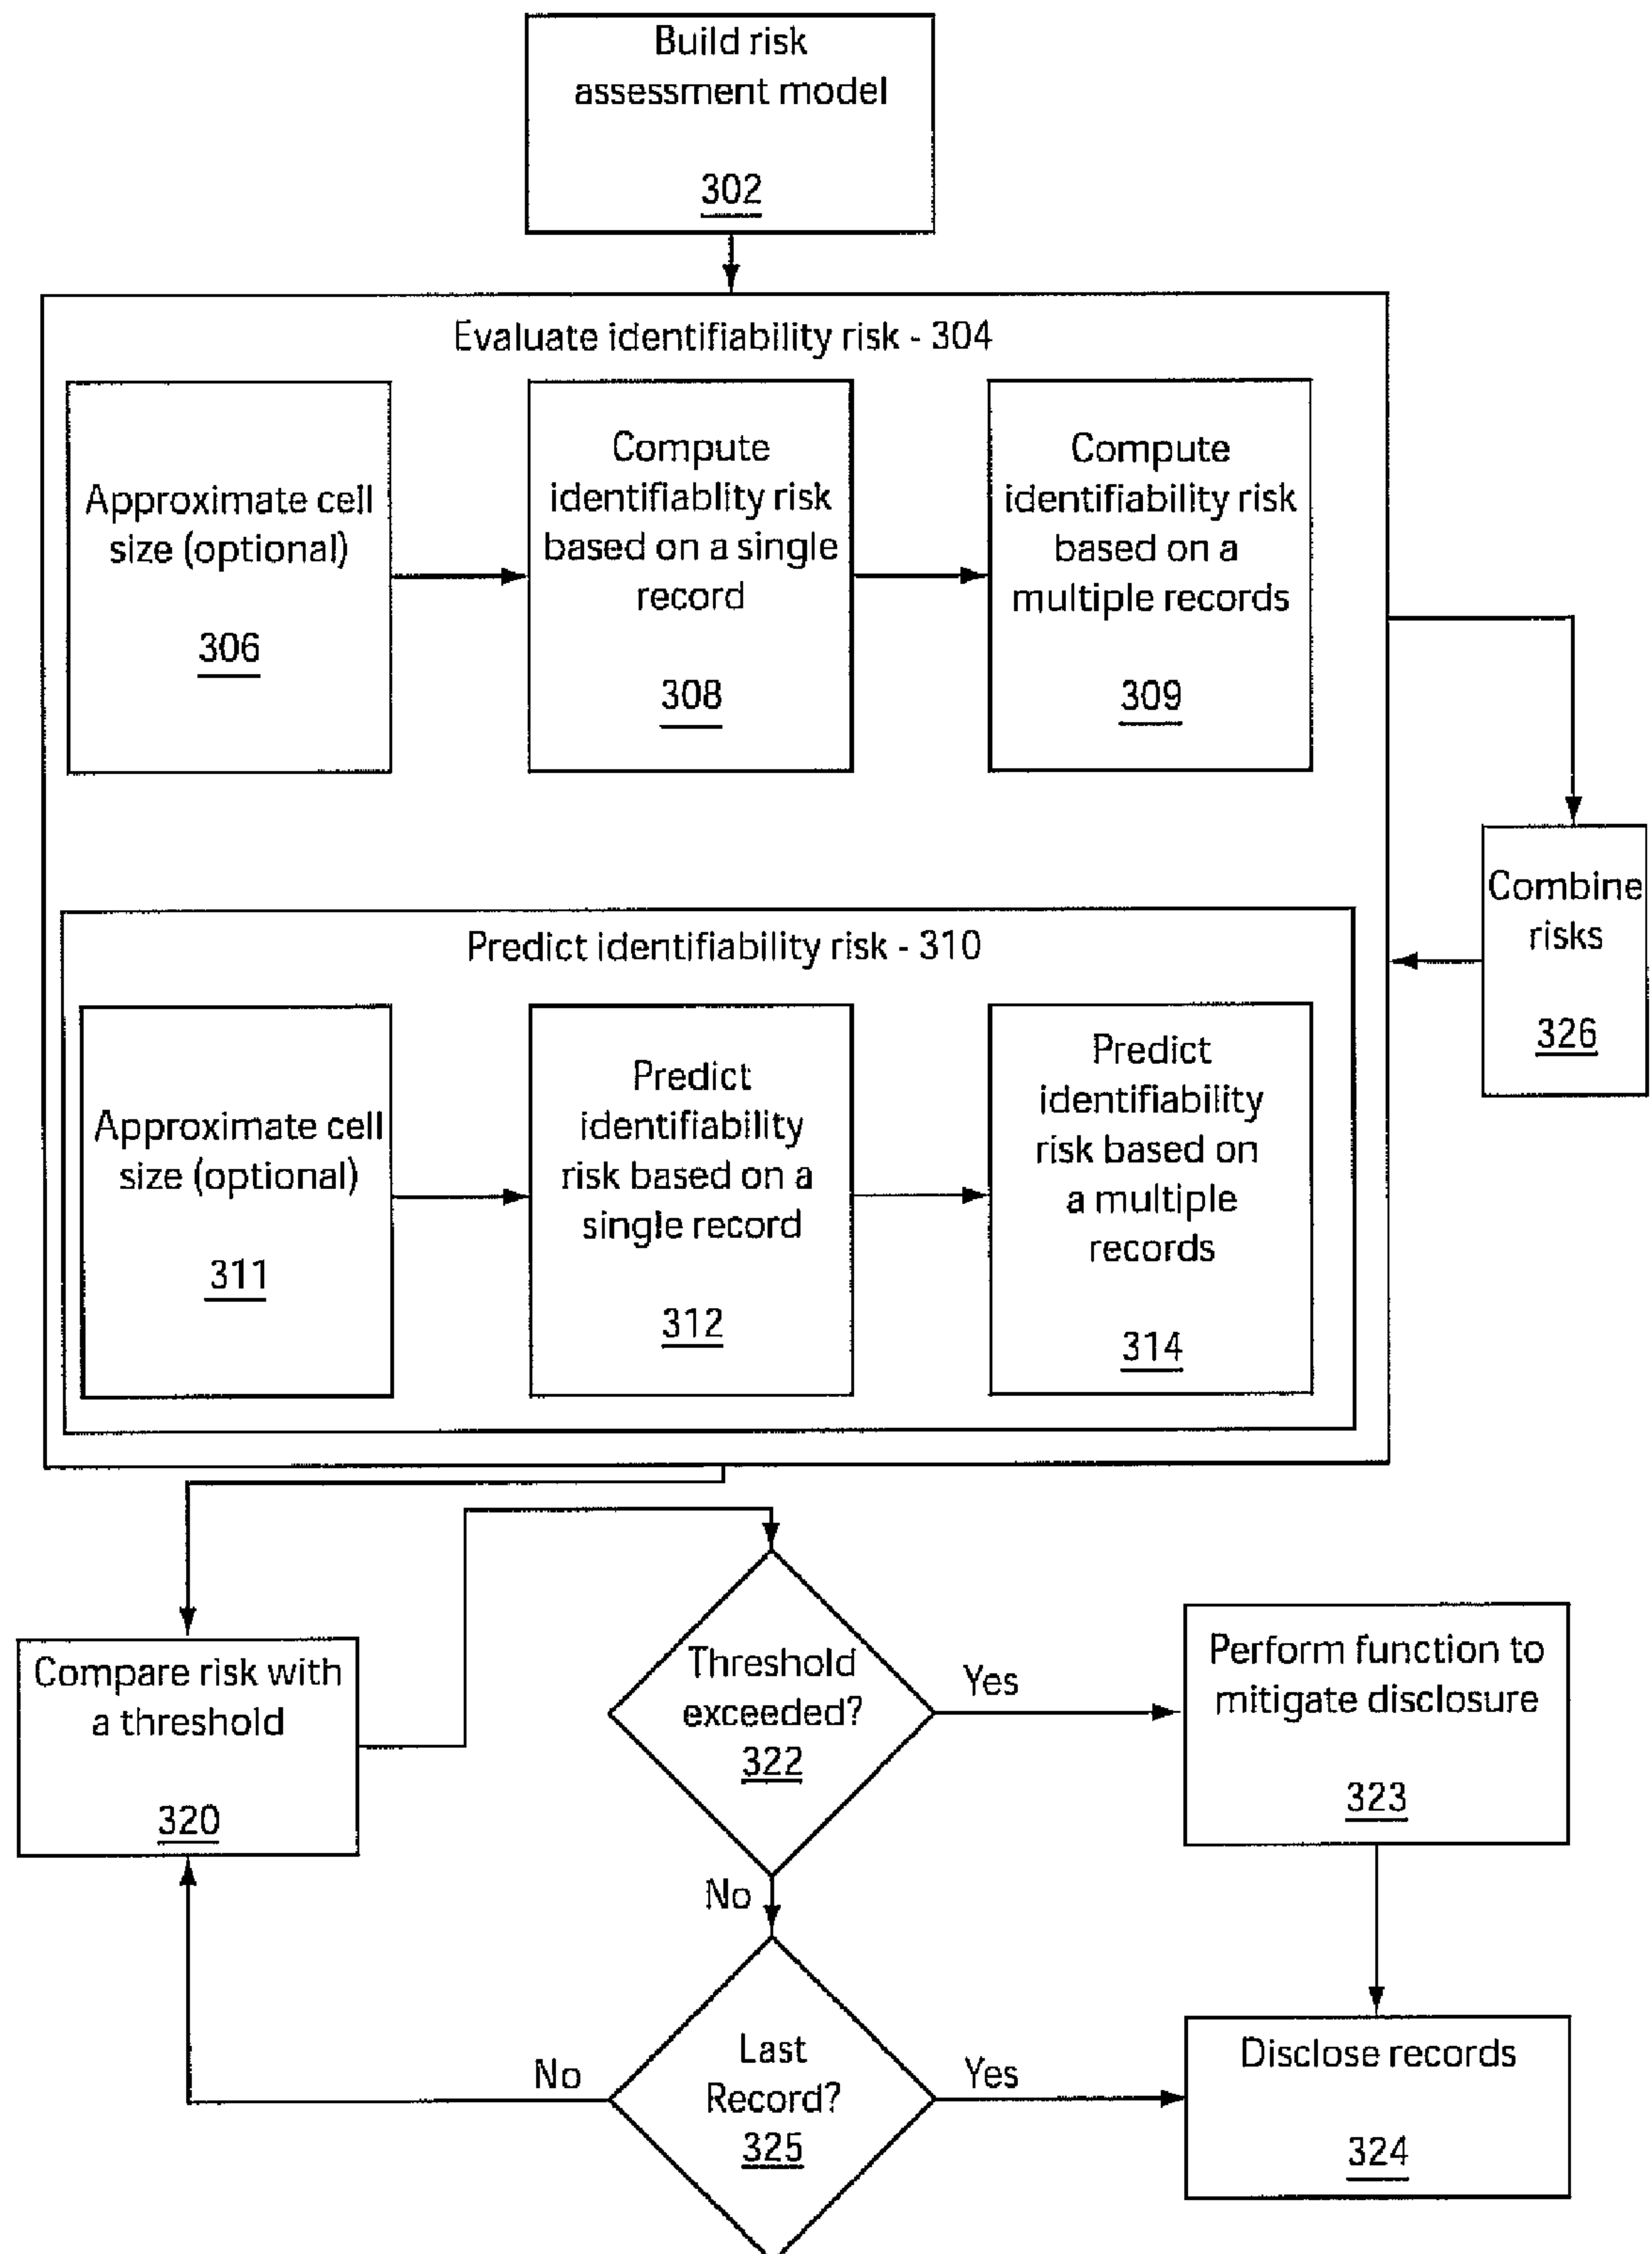 Build risk
assessment model
302
Evaluate identifiability risk - 304
Approximate cell
size (optional)
306
Compute
identifiablity risk
based on a single
record
308
Compute
identifiability risk
based on a
multiple records
309
Combine
risks
326
Predict identifiability risk - 310
Approximate cell
size (optional)
311
Predict
identifiability
risk based on a
single record
312
Predict
identifiability
risk based on
a multiple
records
314
Compare risk with
a threshold
320
Threshold
exceeded?
322
Yes
No
Perform function to
mitigate disclosure
323
Last
Record?
325
No
Yes
Disclose records
324